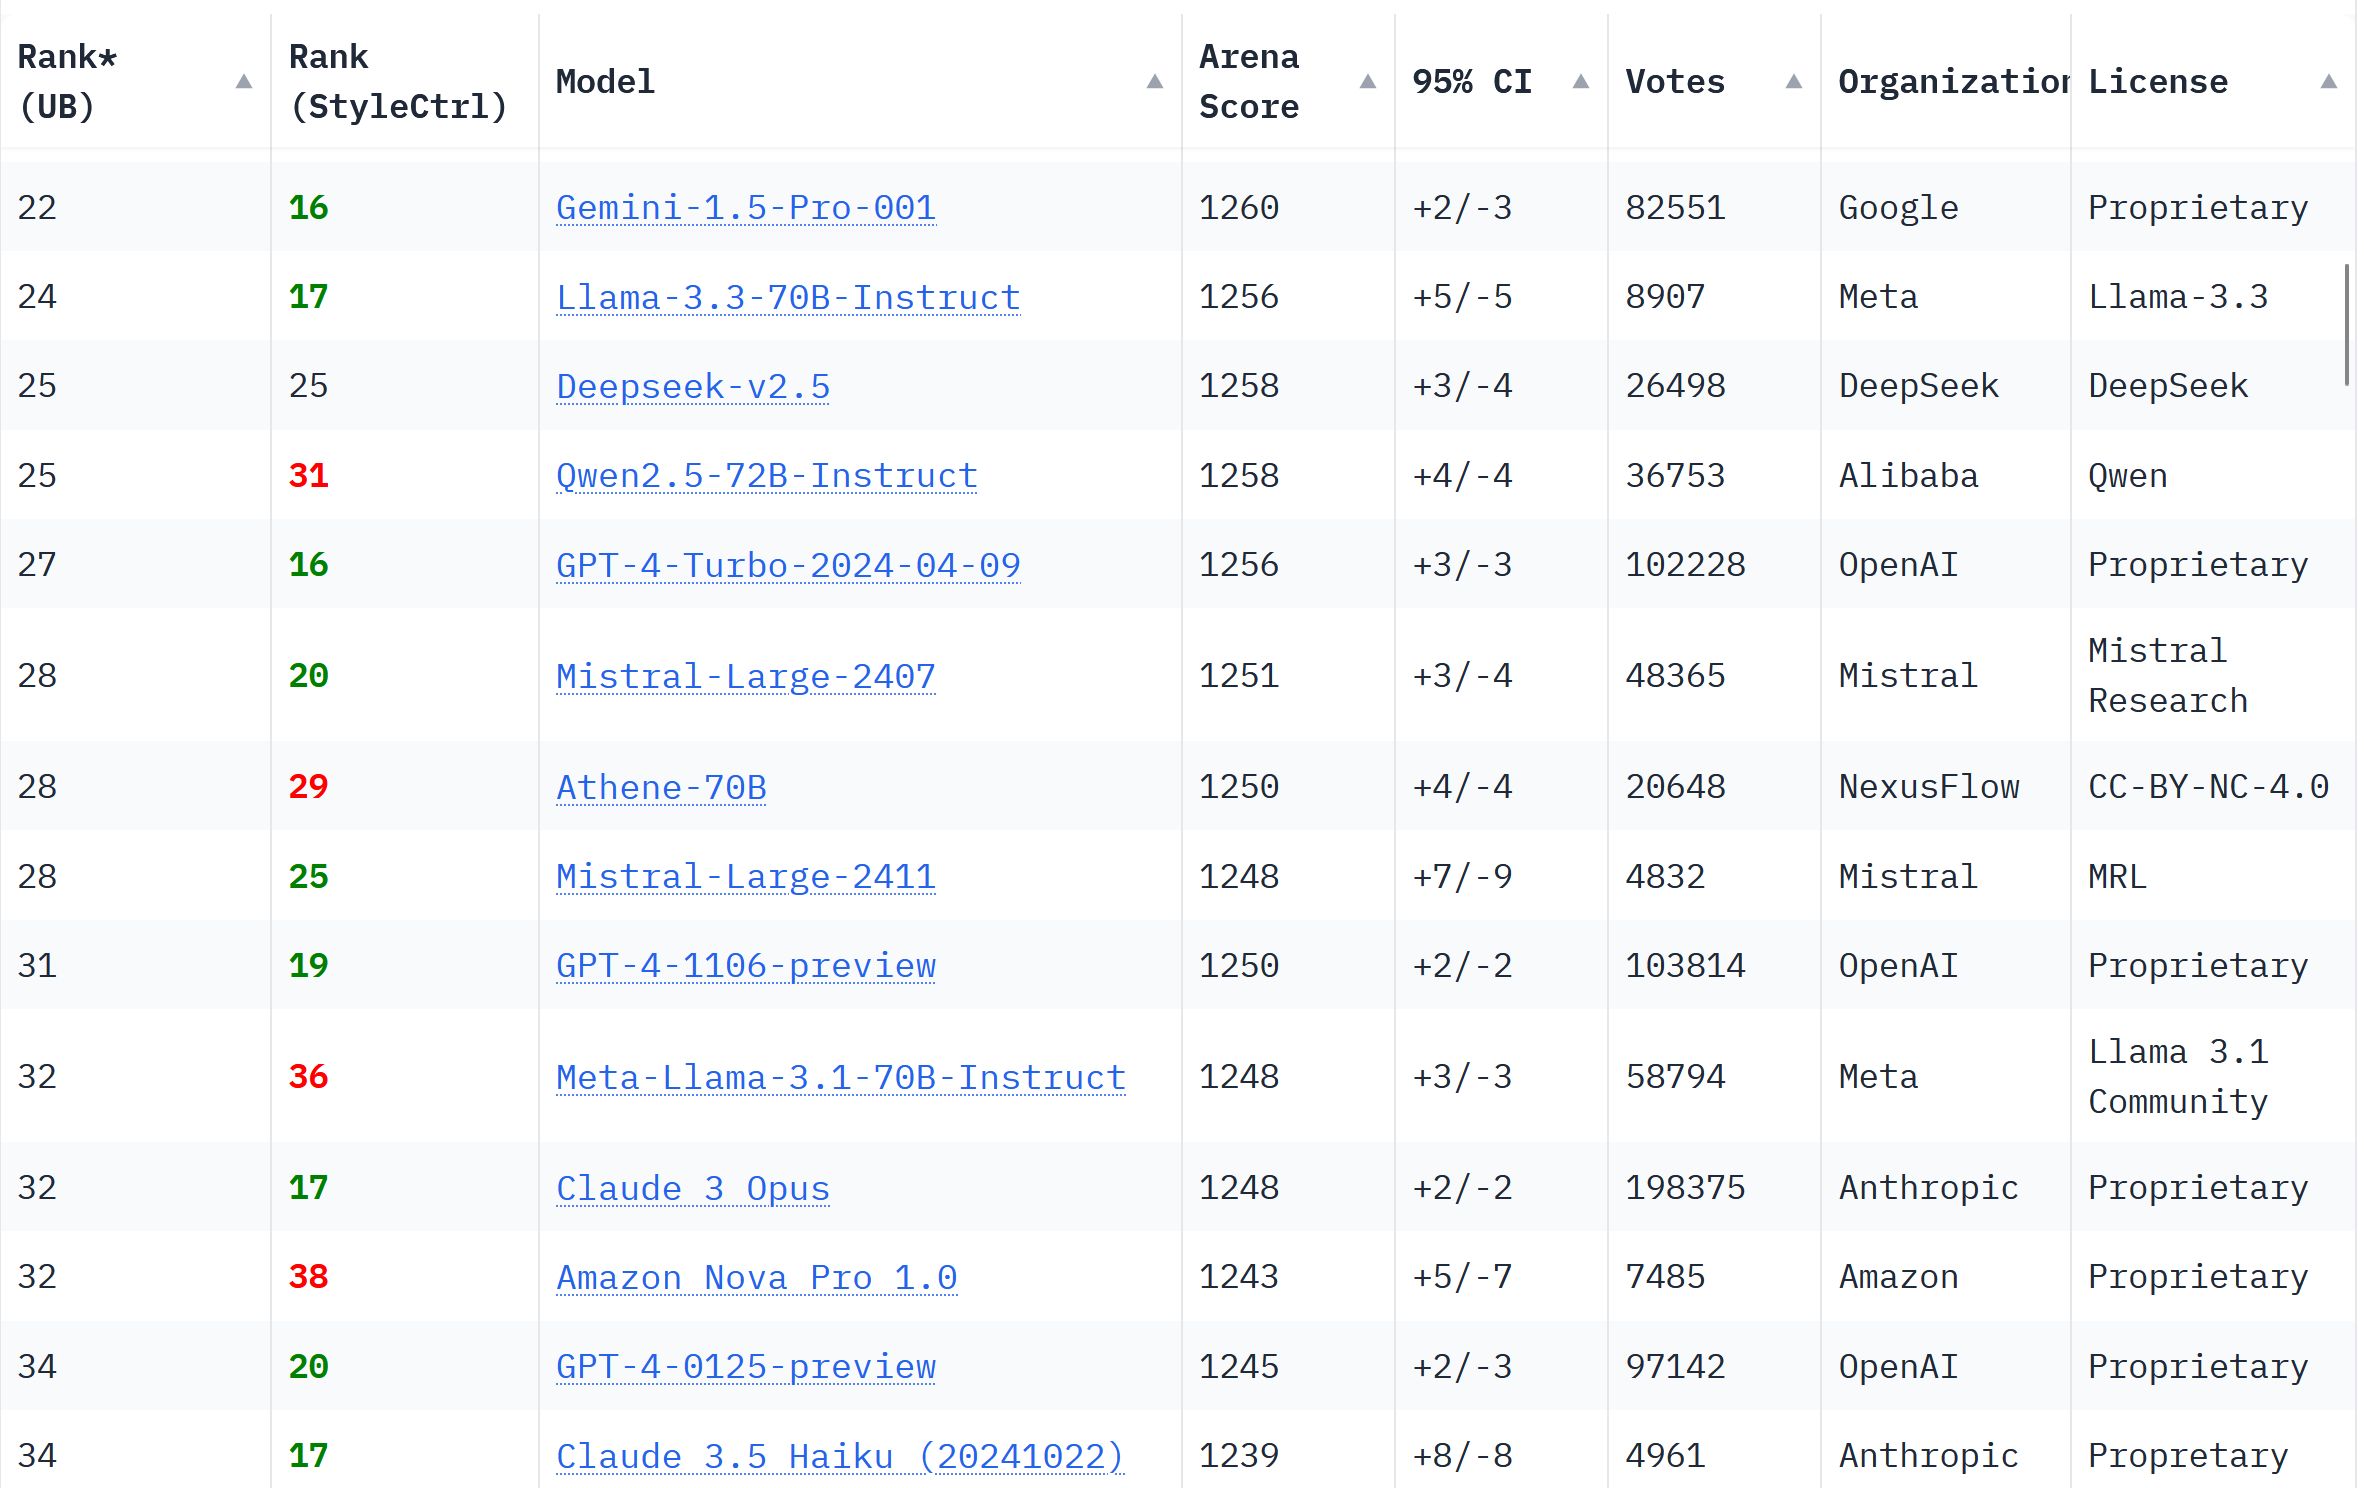 Rank* (UB) Rank (StyleCtrl) Model Arena Score 95% CI Votes Organization License
22 16 Gemini-1.5-Pro-001 1260 +2/-3 82551 Google Proprietary
24 17 Llama-3.3-70B-Instruct 1256 +5/-5 8907 Meta Llama-3.3
25 25 Deepseek-v2.5 1258 +3/-4 26498 DeepSeek DeepSeek
25 31 Qwen2.5-72B-Instruct 1258 +4/-4 36753 Alibaba Qwen
27 16 GPT-4-Turbo-2024-04-09 1256 +3/-3 102228 OpenAI Proprietary
28 20 Mistral-Large-2407 1251 +3/-4 48365 Mistral Mistral Research
28 29 Athene-70B 1250 +4/-4 20648 NexusFlow CC-BY-NC-4.0
28 25 Mistral-Large-2411 1248 +7/-9 4832 Mistral MRL
31 19 GPT-4-1106-preview 1250 +2/-2 103814 OpenAI Proprietary
32 36 Meta-Llama-3.1-70B-Instruct 1248 +3/-3 58794 Meta Llama 3.1 Community
32 17 Claude 3 Opus 1248 +2/-2 198375 Anthropic Proprietary
32 38 Amazon Nova Pro 1.0 1243 +5/-7 7485 Amazon Proprietary
34 20 GPT-4-0125-preview 1245 +2/-3 97142 OpenAI Proprietary
34 17 Claude 3.5 Haiku (20241022) 1239 +8/-8 4961 Anthropic Propretary